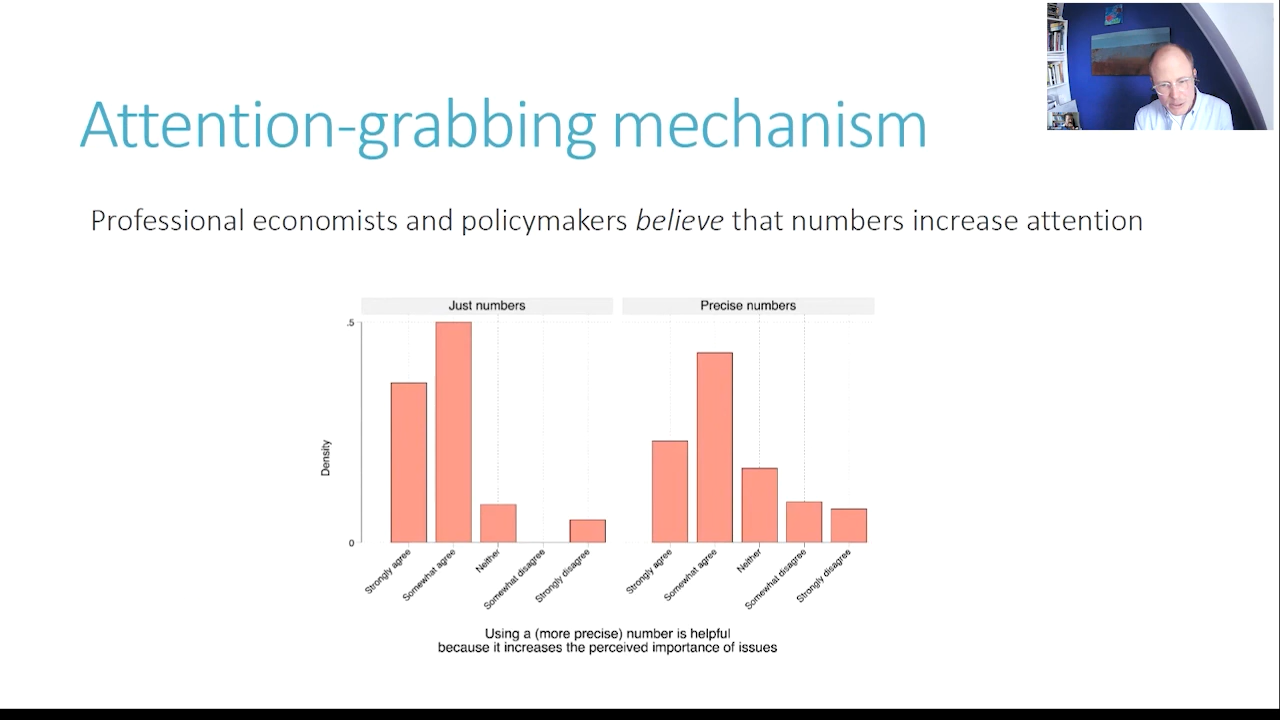 Attention-grabbing mechanism
Professional economists and policymakers believe that numbers increase attention
Just numbers
Precise numbers
.5
Density
0
Strongly agree
Somewhat agree
Neither
Somewhat disagree
Strongly disagree
Strongly agree
Somewhat agree
Neither
Somewhat disagree
Strongly disagree
Using a (more precise) number is helpful
because it increases the perceived importance of issues